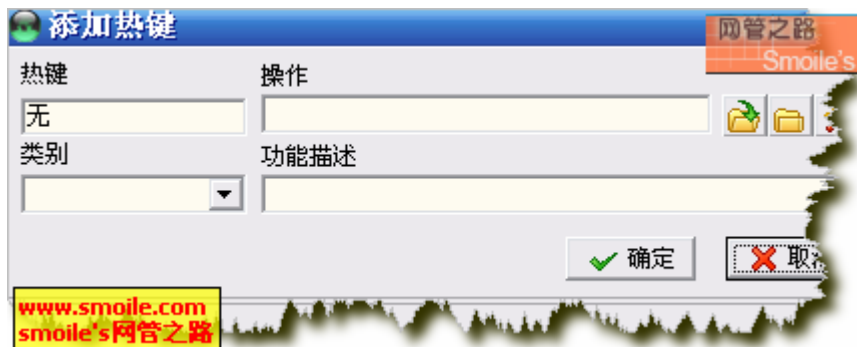 添加热键
网管之路
Smoile's
热键
操作
无
类别
功能描述
确定
取
www.smoile.com
smoile's网管之路